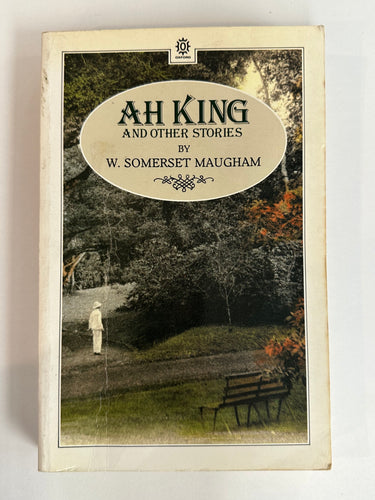 OXFORD
AH KING
AND OTHER STORIES
BY
W. SOMERSET MAUGHAM